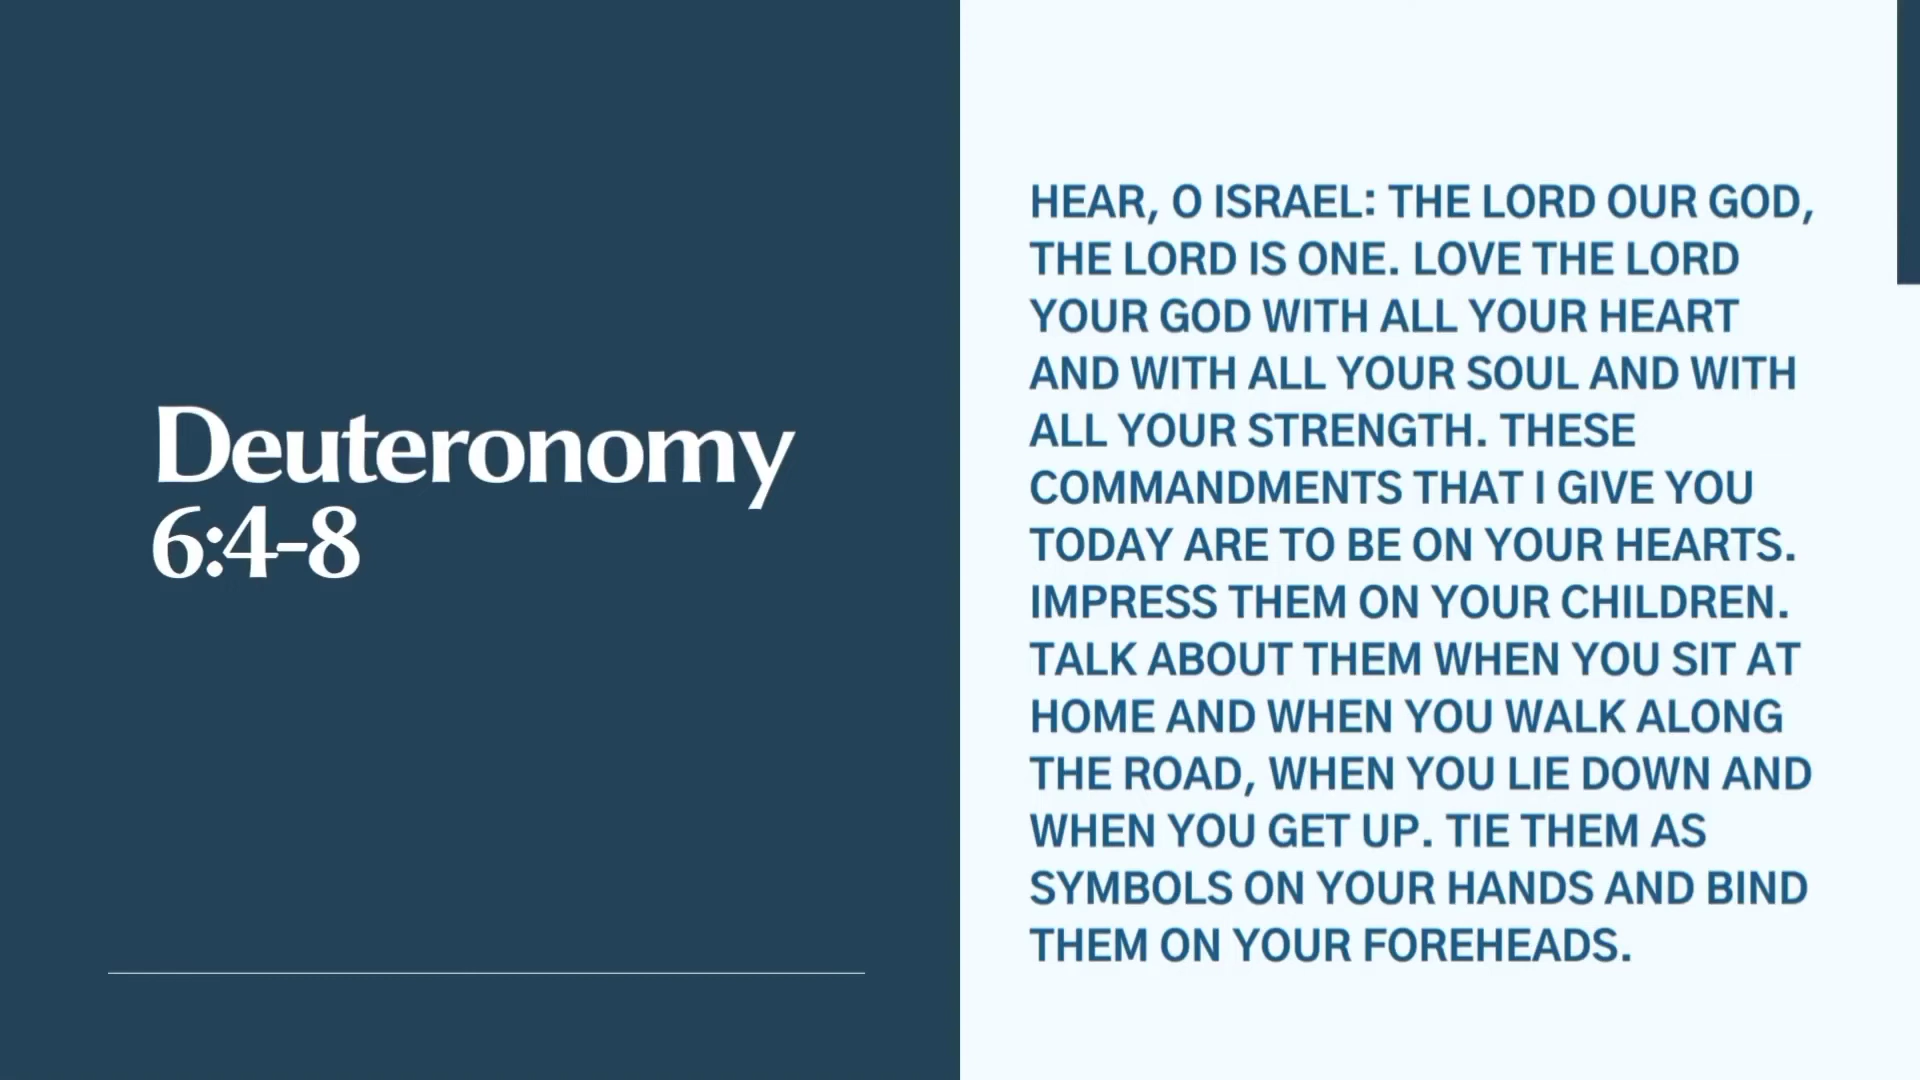 Deuteronomy
6:4-8
HEAR, O ISRAEL: THE LORD OUR GOD,
THE LORD IS ONE. LOVE THE LORD
YOUR GOD WITH ALL YOUR HEART
AND WITH ALL YOUR SOUL AND WITH
ALL YOUR STRENGTH. THESE
COMMANDMENTS THAT I GIVE YOU
TODAY ARE TO BE ON YOUR HEARTS.
IMPRESS THEM ON YOUR CHILDREN.
TALK ABOUT THEM WHEN YOU SIT AT
HOME AND WHEN YOU WALK ALONG
THE ROAD, WHEN YOU LIE DOWN AND
WHEN YOU GET UP. TIE THEM AS
SYMBOLS ON YOUR HANDS AND BIND
THEM ON YOUR FOREHEADS.